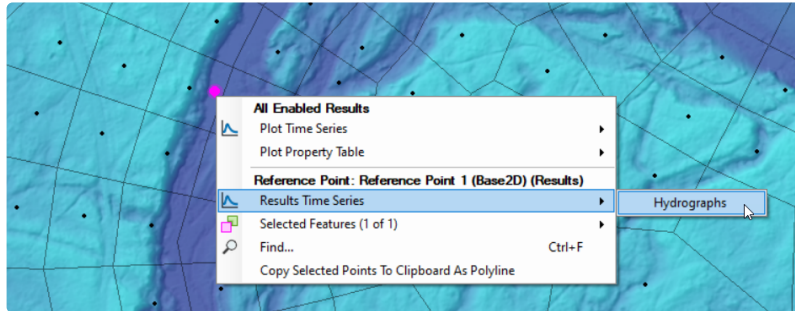 All Enabled Results
Plot Time Series
Plot Property Table
Reference Point: Reference Point 1 (Base2D) (Results)
Results Time Series
Hydrographs
Selected Features (1 of 1)
Find... Ctrl+F
Copy Selected Points To Clipboard As Polyline